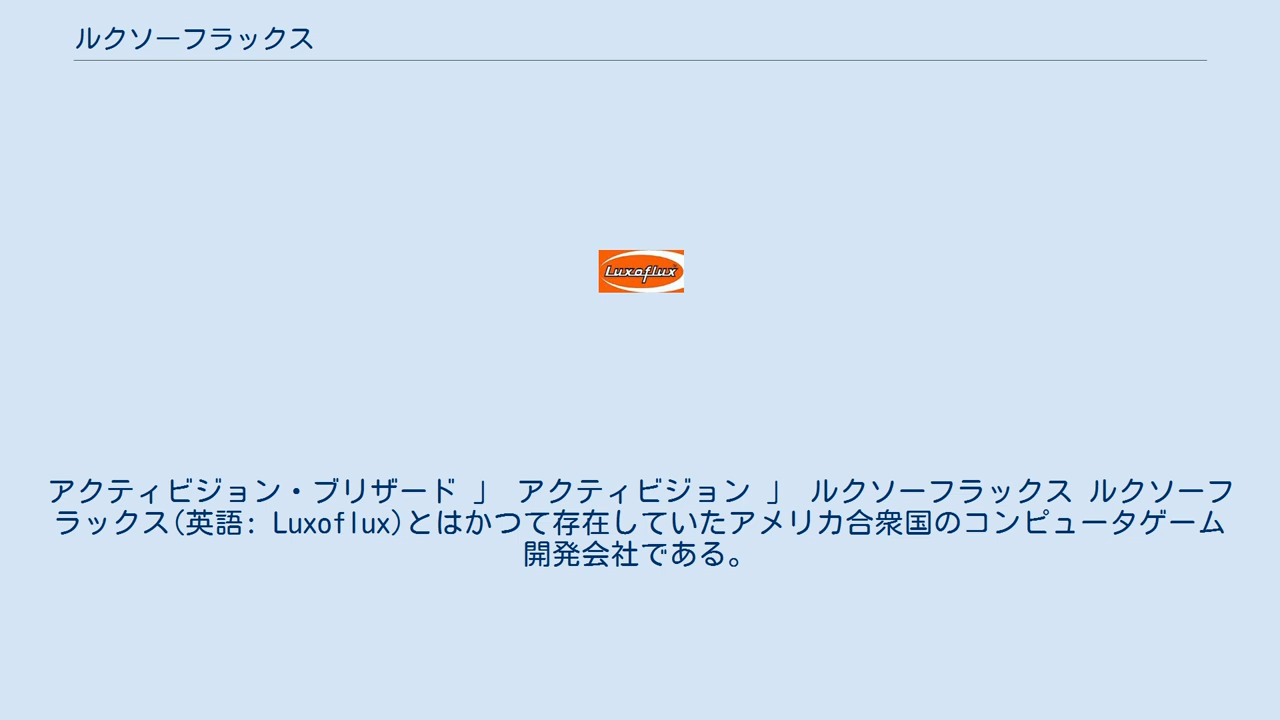 ルクソーフラックス
Luxoflux
アクティビジョン・ブリザード 」 アクティビジョン 」 ルクソーフラックス ルクソーフ
ラックス(英語: Luxoflux)とはかつて存在していたアメリカ合衆国のコンピュータゲーム
開発会社である。